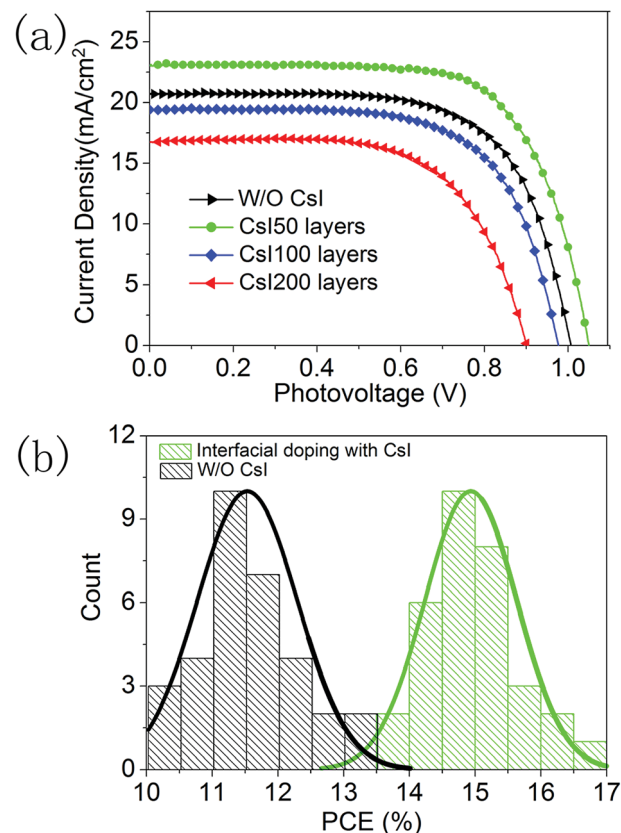 (a)
25
20
15
10
5
0
Current Density(mA/cm²)
W/O CsI
CsI50 layers
CsI100 layers
CsI200 layers
0.0 0.2 0.4 0.6 0.8 1.0
Photovoltage (V)
(b)
12
9
6
3
0
Count
Interfacial doping with CsI
W/O CsI
10 11 12 13 14 15 16 17
PCE (%)